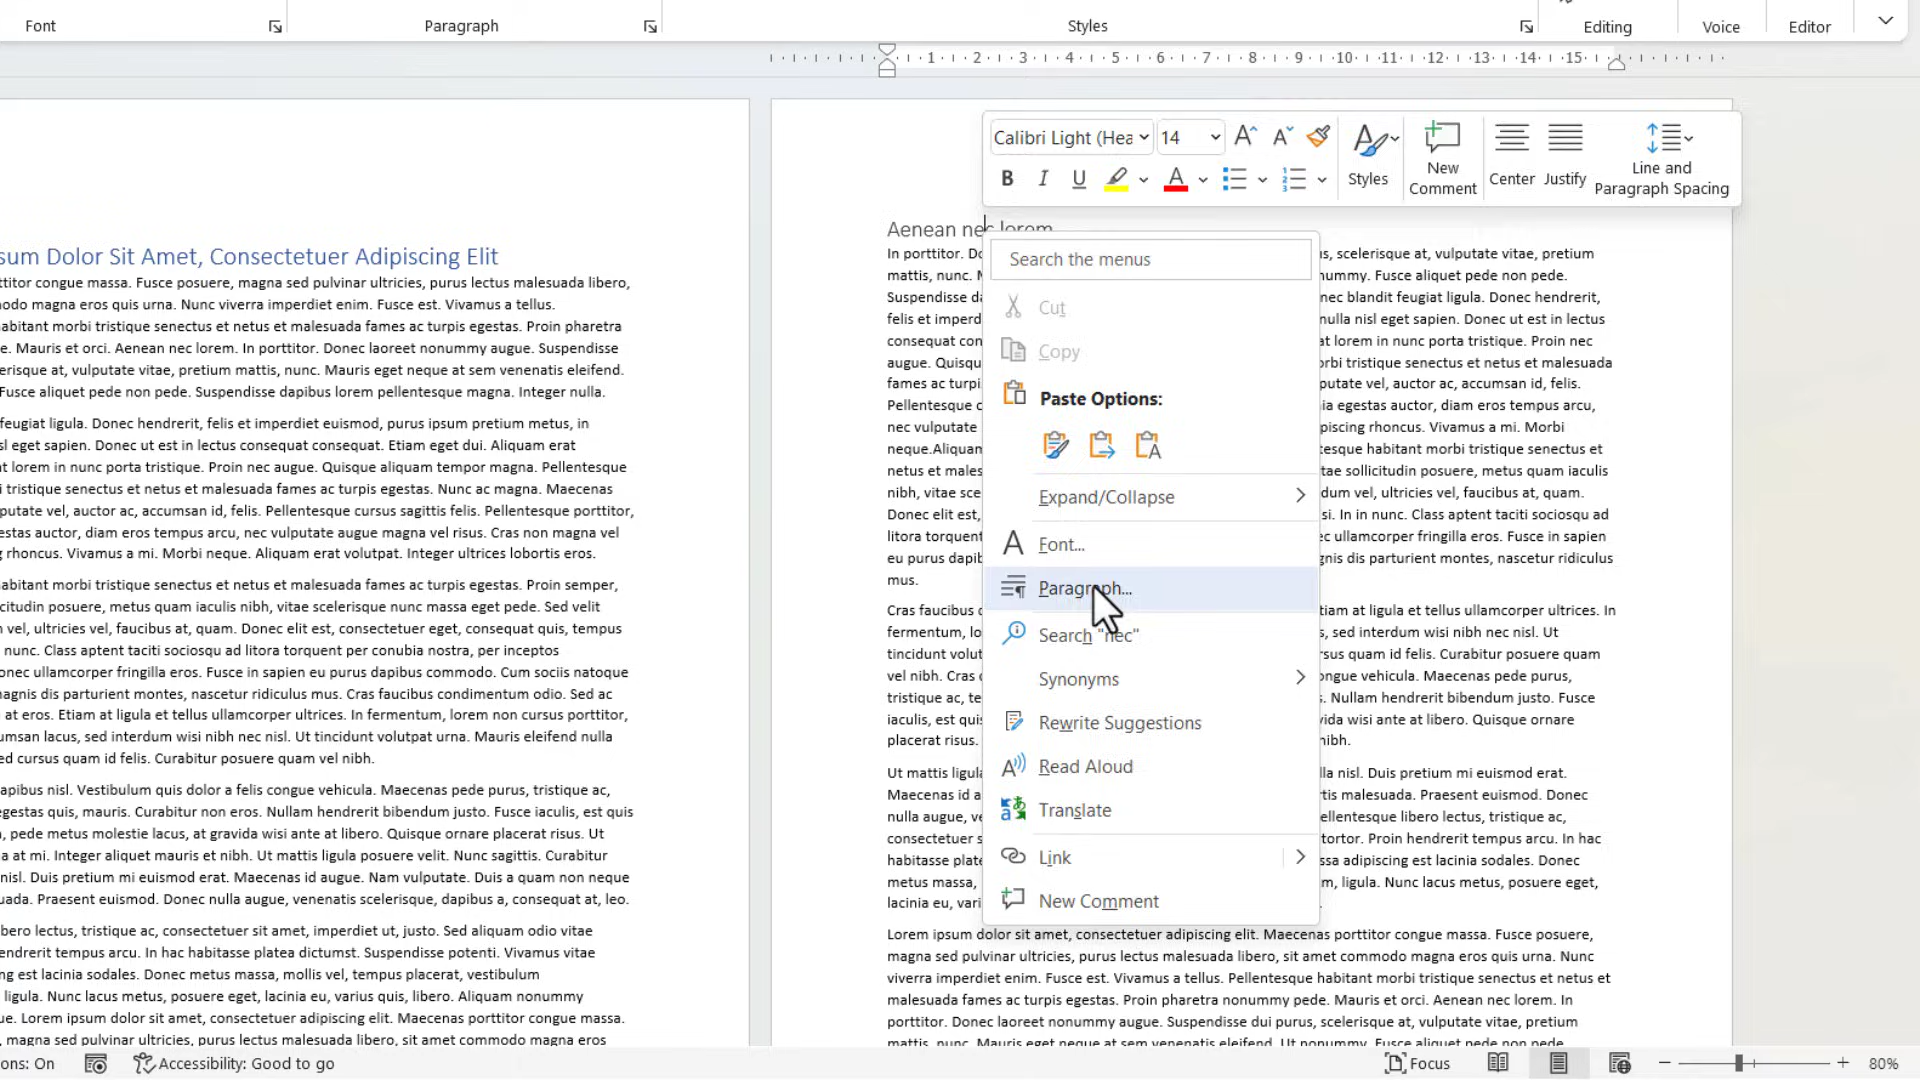 Font
Paragraph
Styles
Editing
Voice
Editor
1 2 3 4 5 6 7 8 9 10 11 12 13 14 15
Calibri Light (Hea
14
Styles
New
Comment
Center
Justify
Line and
Paragraph Spacing
B I U
sum Dolor Sit Amet, Consectetuer Adipiscing Elit
ttitor congue massa. Fusce posuere, magna sed pulvinar ultricies, purus lectus malesuada libero,
modo magna eros quis urna. Nunc viverra imperdiet enim. Fusce est. Vivamus a tellus.
habitant morbi tristique senectus et netus et malesuada fames ac turpis egestas. Proin pharetra
e. Mauris et orci. Aenean nec lorem. In porttitor. Donec laoreet nonummy augue. Suspendisse
erisque at, vulputate vitae, pretium mattis, nunc. Mauris eget neque at sem venenatis eleifend.
Fusce aliquet pede non pede. Suspendisse dapibus lorem pellentesque magna. Integer nulla.
feugiat ligula. Donec hendrerit, felis et imperdiet euismod, purus ipsum pretium metus, in
sl eget sapien. Donec ut est in lectus consequat consequat. Etiam eget dui. Aliquam erat
at lorem in nunc porta tristique. Proin nec augue. Quisque aliquam tempor magna. Pellentesque
i tristique senectus et netus et malesuada fames ac turpis egestas. Nunc ac magna. Maecenas
putate vel, auctor ac, accumsan id, felis. Pellentesque cursus sagittis felis. Pellentesque porttitor,
estas auctor, diam eros tempus arcu, nec vulputate augue magna vel risus. Cras non magna vel
g rhoncus. Vivamus a mi. Morbi neque. Aliquam erat volutpat. Integer ultrices lobortis eros.
habitant morbi tristique senectus et netus et malesuada fames ac turpis egestas. Proin semper,
citudin posuere, metus quam iaculis nibh, vitae scelerisque nunc massa eget pede. Sed velit
n vel, ultricies vel, faucibus at, quam. Donec elit est, consectetuer eget, consequat quis, tempus
nunc. Class aptent taciti sociosqu ad litora torquent per conubia nostra, per inceptos
onec ullamcorper fringilla eros. Fusce in sapien eu purus dapibus commodo. Cum sociis natoque
agnis dis parturient montes, nascetur ridiculus mus. Cras faucibus condimentum odio. Sed ac
at eros. Etiam at ligula et tellus ullamcorper ultrices. In fermentum, lorem non cursus porttitor,
umsan lacus, sed interdum wisi nibh nec nisl. Ut tincidunt volutpat urna. Mauris eleifend nulla
ed cursus quam id felis. Curabitur posuere quam vel nibh.
apibus nisl. Vestibulum quis dolor a felis congue vehicula. Maecenas pede purus, tristique ac,
egestas quis, mauris. Curabitur non eros. Nullam hendrerit bibendum justo. Fusce iaculis, est quis
, pede metus molestie lacus, at gravida wisi ante at libero. Quisque ornare placerat risus. Ut
a at mi. Integer aliquet mauris et nibh. Ut mattis ligula posuere velit. Nunc sagittis. Curabitur
nisl. Duis pretium mi euismod erat. Maecenas id augue. Nam vulputate. Duis a quam non neque
uada. Praesent euismod. Donec nulla augue, venenatis scelerisque, dapibus a, consequat at, leo.
bero lectus, tristique ac, consectetuer sit amet, imperdiet ut, justo. Sed aliquam odio vitae
endrerit tempus arcu. In hac habitasse platea dictumst. Suspendisse potenti. Vivamus vitae
ng est lacinia sodales. Donec metus massa, mollis vel, tempus placerat, vestibulum
ligula. Nunc lacus metus, posuere eget, lacinia eu, varius quis, libero. Aliquam nonummy
ue. Lorem ipsum dolor sit amet, consectetuer adipiscing elit. Maecenas porttitor congue massa.
, magna sed pulvinar ultricies, purus lectus malesuada libero, sit amet commodo magna eros
Aenean nec lorem
In porttitor. Do
mattis, nunc. M
Suspendisse da
felis et imperd
consequat con
augue. Quisqu
fames ac turpi
Pellentesque c
nec vulputate
neque.Aliquam
netus et males
nibh, vitae sce
Donec elit est,
litora torquent
eu purus dapib
mus.
Cras faucibus c
fermentum, lo
tincidunt volut
vel nibh. Cras c
tristique ac, te
iaculis, est quis
placerat risus.
Ut mattis ligula
Maecenas id a
nulla augue, ve
consectetuer s
habitasse plate
metus massa,
lacinia eu, vari
Search the menus
Cut
Copy
Paste Options:
Expand/Collapse
Font...
Paragraph...
Search "nec"
Synonyms
Rewrite Suggestions
Read Aloud
Translate
Link
New Comment
is, scelerisque at, vulputate vitae, pretium
nummy. Fusce aliquet pede non pede.
nec blandit feugiat ligula. Donec hendrerit,
nulla nisl eget sapien. Donec ut est in lectus
at lorem in nunc porta tristique. Proin nec
rbi tristique senectus et netus et malesuada
putate vel, auctor ac, accumsan id, felis.
ia egestas auctor, diam eros tempus arcu,
piscing rhoncus. Vivamus a mi. Morbi
tesque habitant morbi tristique senectus et
tae sollicitudin posuere, metus quam iaculis
dum vel, ultricies vel, faucibus at, quam.
si. In in nunc. Class aptent taciti sociosqu ad
amcorper fringilla eros. Fusce in sapien
dis parturient montes, nascetur ridiculus
tiam at ligula et tellus ullamcorper ultrices. In
, sed interdum wisi nibh nec nisl. Ut
sus quam id felis. Curabitur posuere quam
ngue vehicula. Maecenas pede purus,
. Nullam hendrerit bibendum justo. Fusce
vida wisi ante at libero. Quisque ornare
nibh.
lla nisl. Duis pretium mi euismod erat.
tis malesuada. Praesent euismod. Donec
ellentesque libero lectus, tristique ac,
tortor. Proin hendrerit tempus arcu. In hac
ssa adipiscing est lacinia sodales. Donec
m, ligula. Nunc lacus metus, posuere eget,
Lorem ipsum dolor sit amet, consectetuer adipiscing elit. Maecenas porttitor congue massa. Fusce posuere,
magna sed pulvinar ultricies, purus lectus malesuada libero, sit amet commodo magna eros quis urna. Nunc
viverra imperdiet enim. Fusce est. Vivamus a tellus. Pellentesque habitant morbi tristique senectus et netus et
malesuada fames ac turpis egestas. Proin pharetra nonummy pede. Mauris et orci. Aenean nec lorem. In
porttitor. Donec laoreet nonummy augue. Suspendisse dui purus, scelerisque at, vulputate vitae, pretium
mattis, nunc. Mauris eget neque at sem venenatis eleifend. Ut nonummy. Fusce aliquet pede non pede.
ons: On
Accessibility: Good to go
Focus
80%